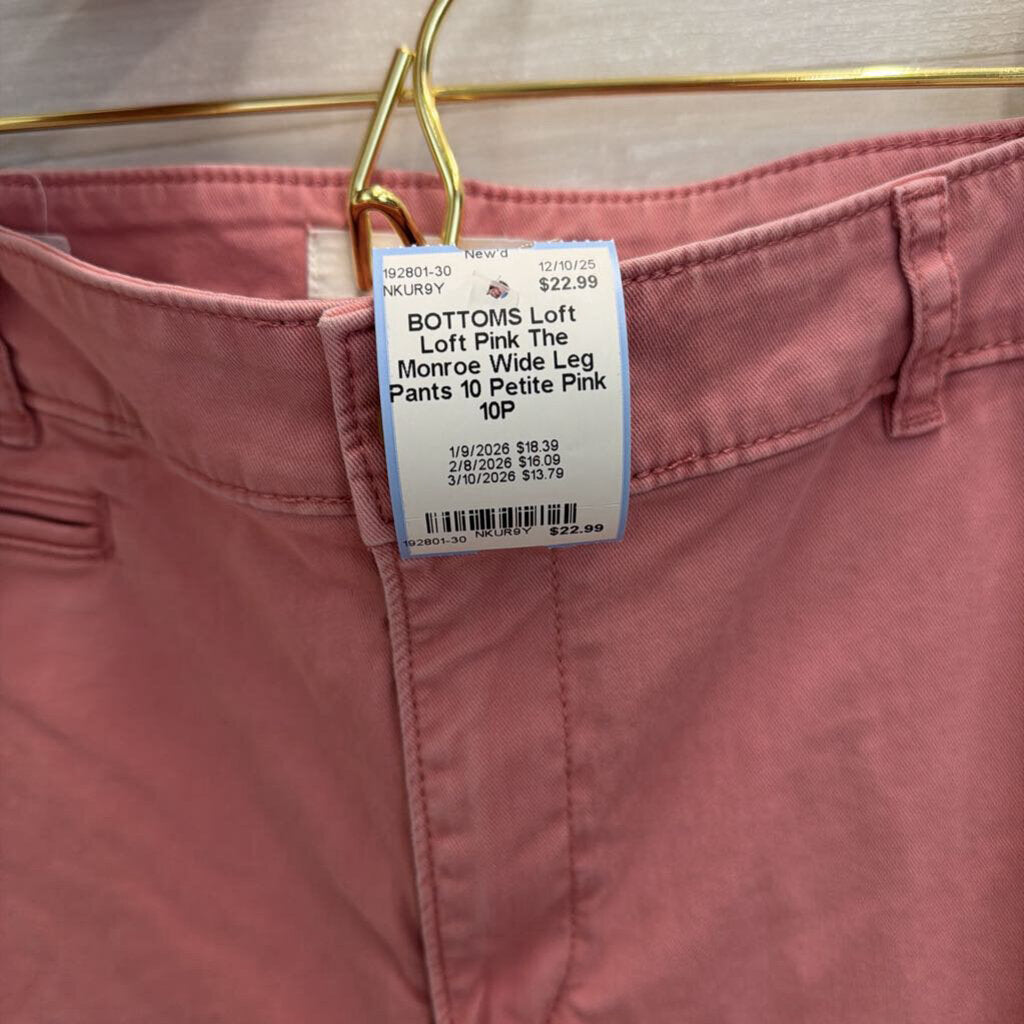 New'd
192801-30 12/10/25
NKUR9Y $22.99
BOTTOMS Loft
Loft Pink The
Monroe Wide Leg
Pants 10 Petite Pink
10P
1/9/2026 $18.39
2/8/2026 $16.09
3/10/2026 $13.79
192801-30 NKUR9Y $22.99